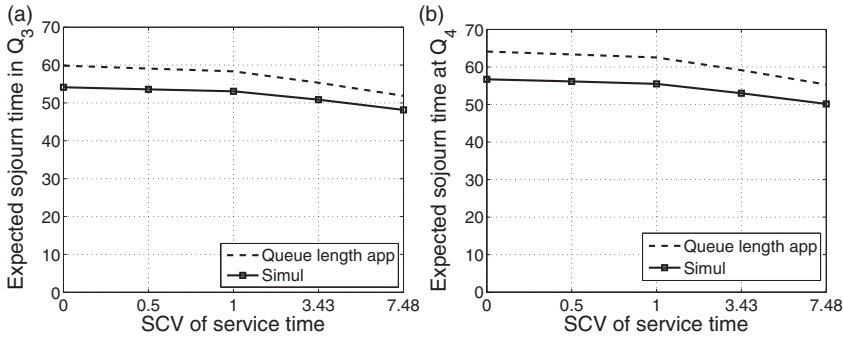 (a)
70
60
50
40
30
20
10
0
Expected sojourn time in Q3
0 0.5 1 3.43 7.48
SCV of service time
Queue length app
Simul
(b)
70
60
50
40
30
20
10
0
Expected sojourn time at Q4
0 0.5 1 3.43 7.48
SCV of service time
Queue length app
Simul